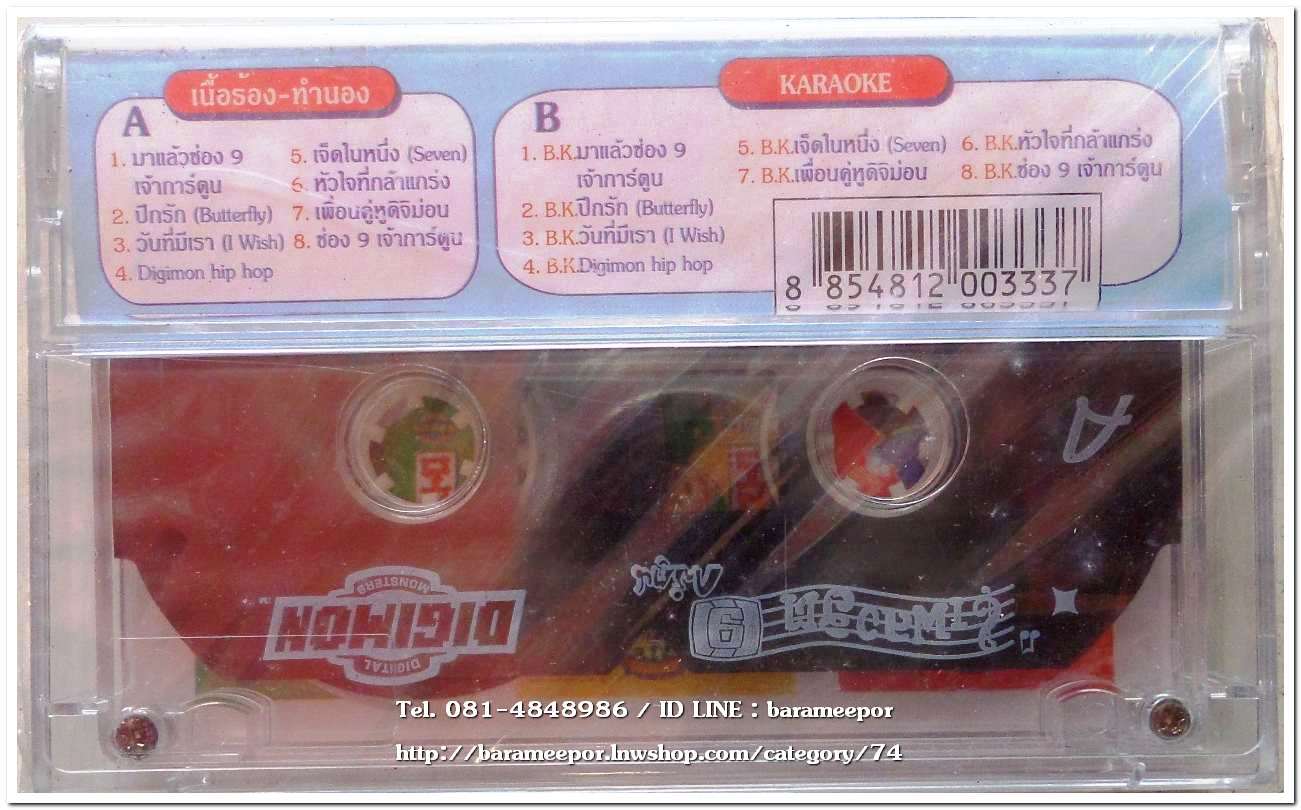 เนื้อร้อง-ทำนอง
A
1. มาแล้วช่อง 9
เจ้าการ์ตูน
2. ปีกรัก (Butterfly)
3. วันที่มีเรา (I Wish)
4. Digimon hip hop
5. เจ็ดในหนึ่ง (Seven)
6. หัวใจที่กล้าแกร่ง
7. เพื่อนคู่หูดิจิม่อน
8. ช่อง 9 เจ้าการ์ตูน
KARAOKE
B
1. B.K.มาแล้วช่อง 9
เจ้าการ์ตูน
2. B.K.ปีกรัก (Butterfly)
3. B.K.วันที่มีเรา (I Wish)
4. B.K.Digimon hip hop
5. B.K.เจ็ดในหนึ่ง (Seven)
6. B.K.หัวใจที่กล้าแกร่ง
7. B.K.เพื่อนคู่หูดิจิม่อน
8. B.K.ช่อง 9 เจ้าการ์ตูน
8 854812 003337
A
DIGITAL
DIGIMON
MONSTERS
9
Tel. 081-4848986 / ID LINE : barameepor
http://barameepor.lnwshop.com/category/74